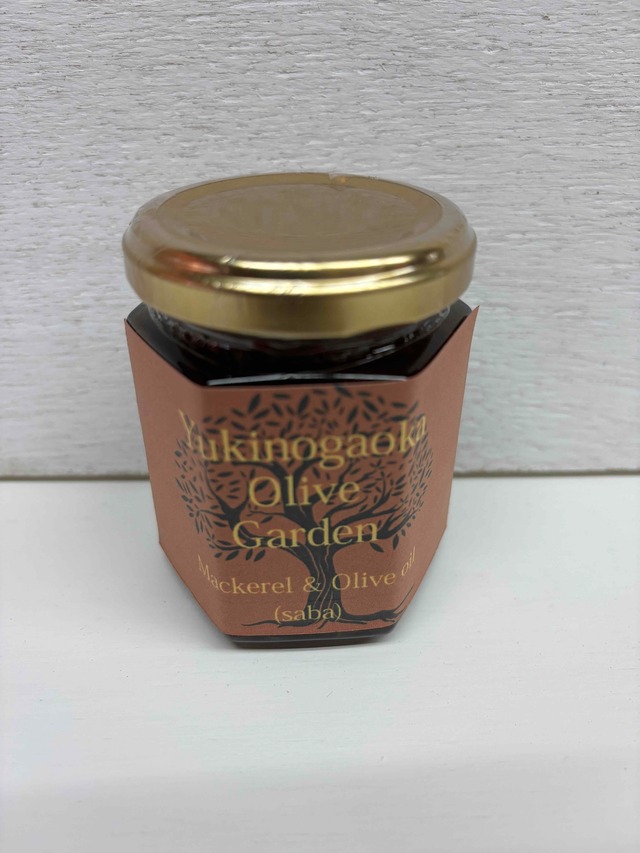 Yukinogaoka
Olive
Garden
Mackerel & Olive oil
(saba)